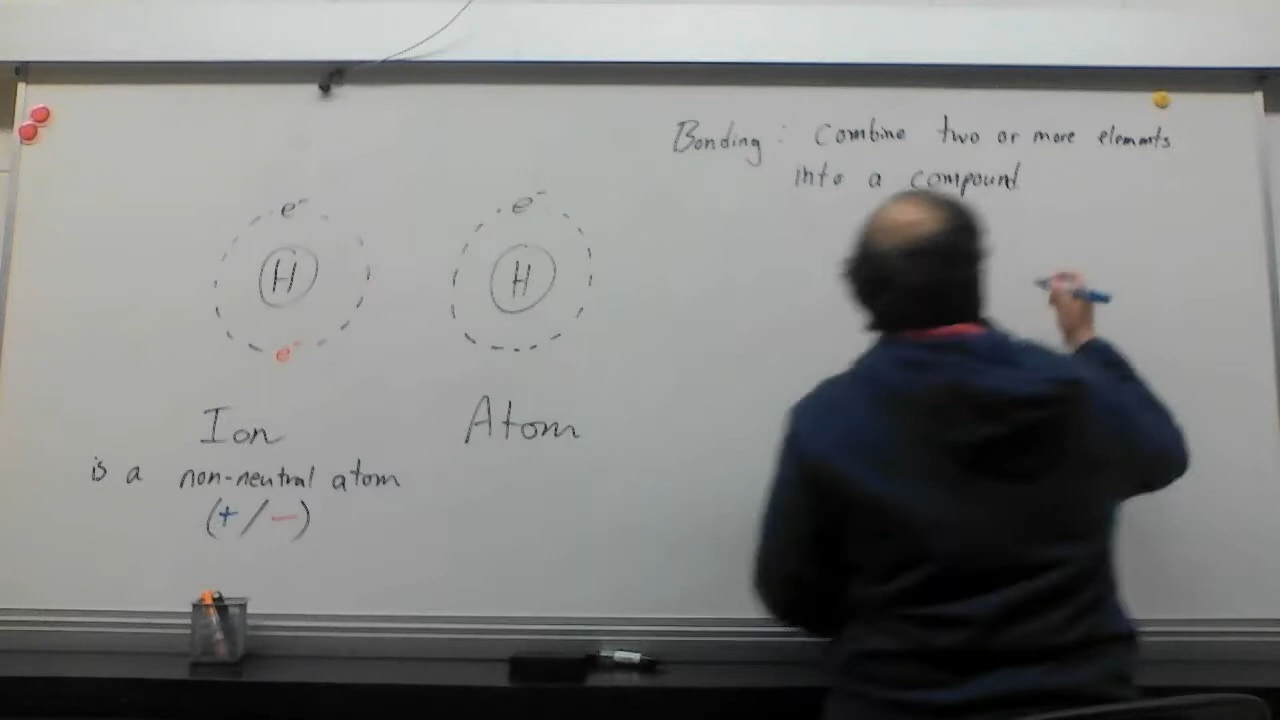 Bonding : Combine two or more elements
into a compound
e⁻
H
e⁻
Ion
is a non-neutral atom
(+/−)
e⁻
H
Atom